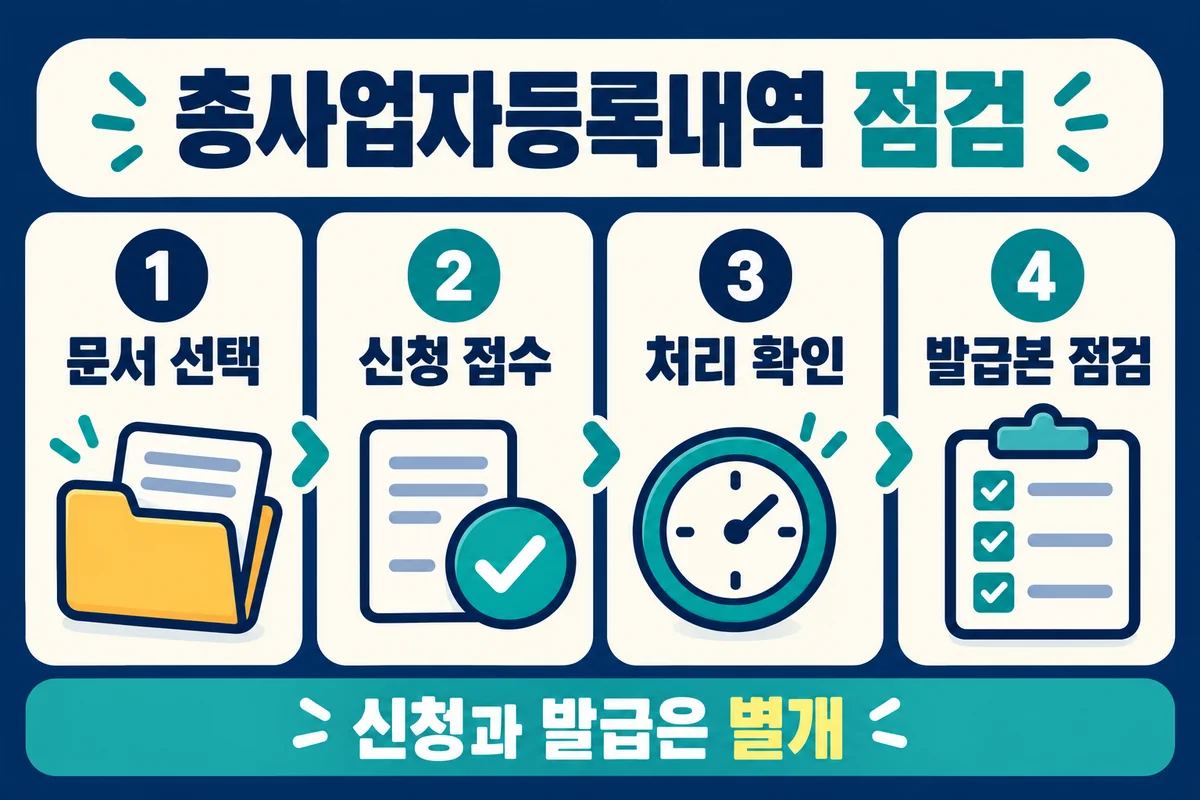 총사업자등록내역 점검
1
문서 선택
2
신청 접수
3
처리 확인
4
발급본 점검
신청과 발급은 별개